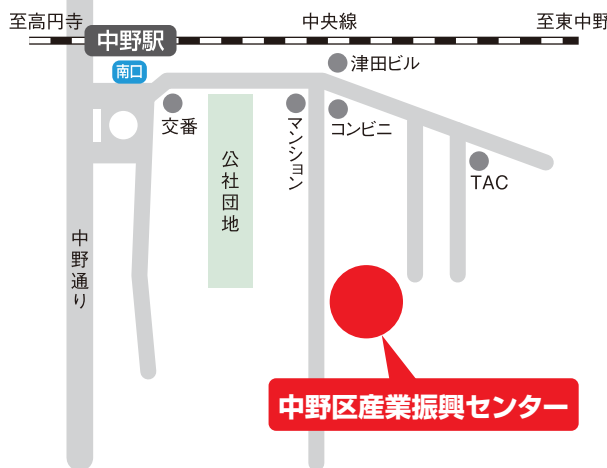 至高円寺
中央線
至東中野
中野駅
南口
津田ビル
交番
マンション
コンビニ
公社団地
TAC
中野通り
中野区産業振興センター